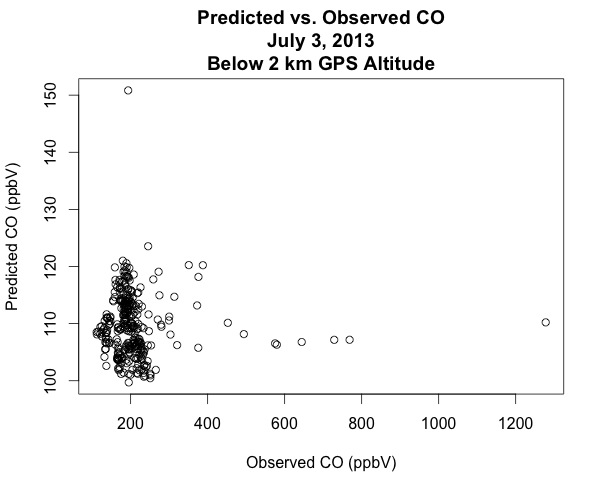 Predicted vs. Observed CO
July 3, 2013
Below 2 km GPS Altitude
Predicted CO (ppbV)
150
140
130
120
110
100
200 400 600 800 1000 1200
Observed CO (ppbV)